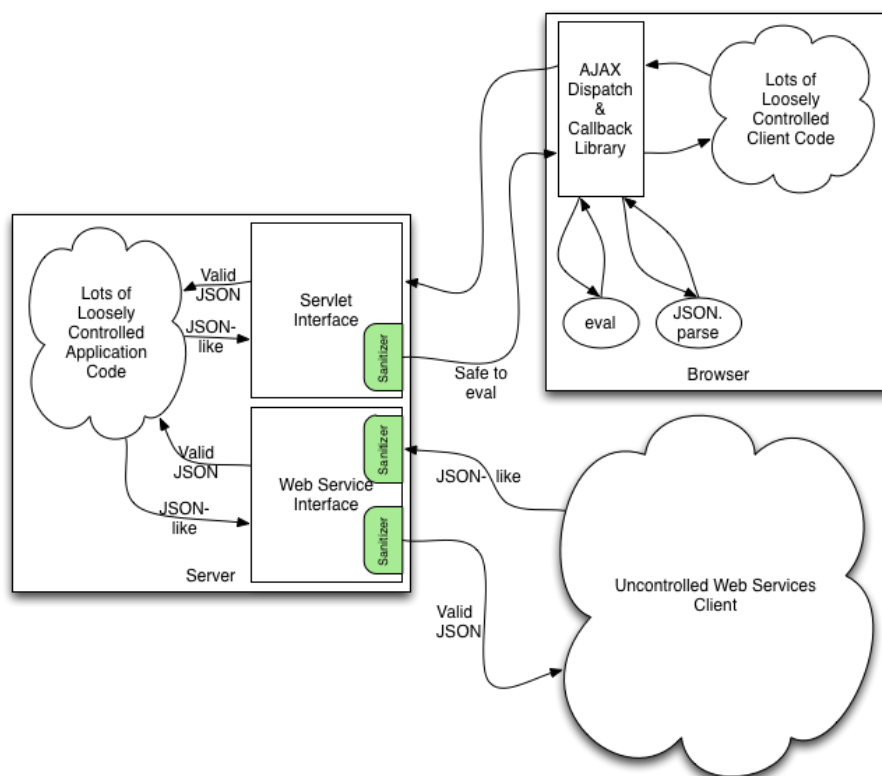 AJAX
Dispatch
&
Callback
Library
Lots of
Loosely
Controlled
Client Code
eval
JSON.
parse
Browser
Lots of
Loosely
Controlled
Application
Code
Valid
JSON
JSON-
like
Servlet
Interface
Sanitizer
Safe to
eval
Valid
JSON
JSON-
like
Web Service
Interface
Sanitizer
Sanitizer
Server
JSON- like
Valid
JSON
Uncontrolled Web Services
Client